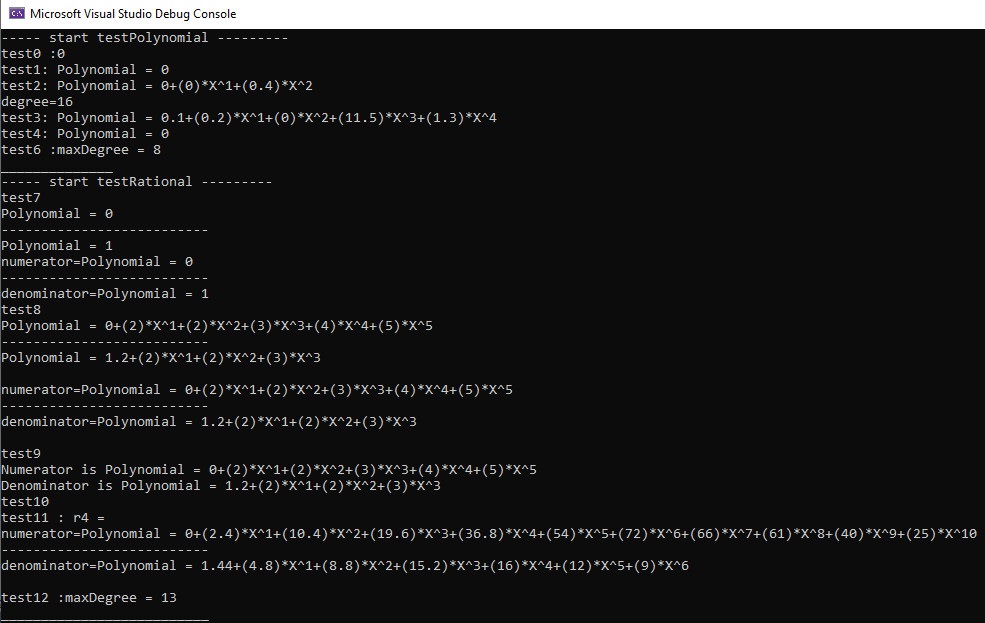 Microsoft Visual Studio Debug Console
----- start testPolynomial ---------
test0 :0
test1: Polynomial = 0
test2: Polynomial = 0+(0)*X^1+(0.4)*X^2
degree=16
test3: Polynomial = 0.1+(0.2)*X^1+(0)*X^2+(11.5)*X^3+(1.3)*X^4
test4: Polynomial = 0
test6 :maxDegree = 8
______________
----- start testRational ---------
test7
Polynomial = 0
--------------------------
Polynomial = 1
numerator=Polynomial = 0
--------------------------
denominator=Polynomial = 1
test8
Polynomial = 0+(2)*X^1+(2)*X^2+(3)*X^3+(4)*X^4+(5)*X^5
--------------------------
Polynomial = 1.2+(2)*X^1+(2)*X^2+(3)*X^3
numerator=Polynomial = 0+(2)*X^1+(2)*X^2+(3)*X^3+(4)*X^4+(5)*X^5
--------------------------
denominator=Polynomial = 1.2+(2)*X^1+(2)*X^2+(3)*X^3
test9
Numerator is Polynomial = 0+(2)*X^1+(2)*X^2+(3)*X^3+(4)*X^4+(5)*X^5
Denominator is Polynomial = 1.2+(2)*X^1+(2)*X^2+(3)*X^3
test10
test11 : r4 =
numerator=Polynomial = 0+(2.4)*X^1+(10.4)*X^2+(19.6)*X^3+(36.8)*X^4+(54)*X^5+(72)*X^6+(66)*X^7+(61)*X^8+(40)*X^9+(25)*X^10
--------------------------
denominator=Polynomial = 1.44+(4.8)*X^1+(8.8)*X^2+(15.2)*X^3+(16)*X^4+(12)*X^5+(9)*X^6
test12 :maxDegree = 13
__________________________